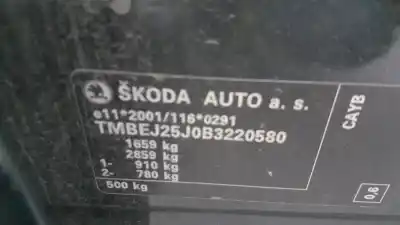 ŠKODA AUTO a. s.
e11*2001/116*0291
TMBEJ25J0B3220580
1659 kg
2859 kg
1- 910 kg
2- 780 kg
500 kg
CAYB
0,6